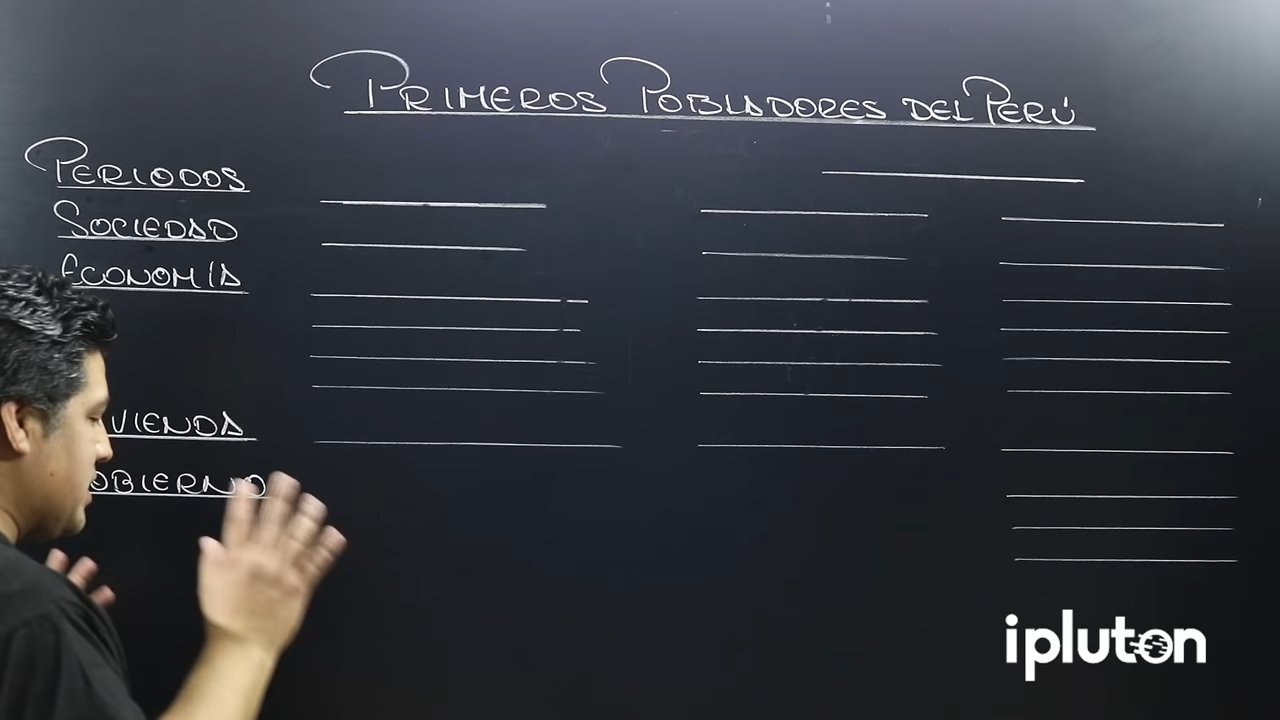 PRIMEROS POBLADORES DEL PERÚ
PERIODOS
SOCIEDAD
ECONOMÍA
VIENDA
OBIERNO
ipluton